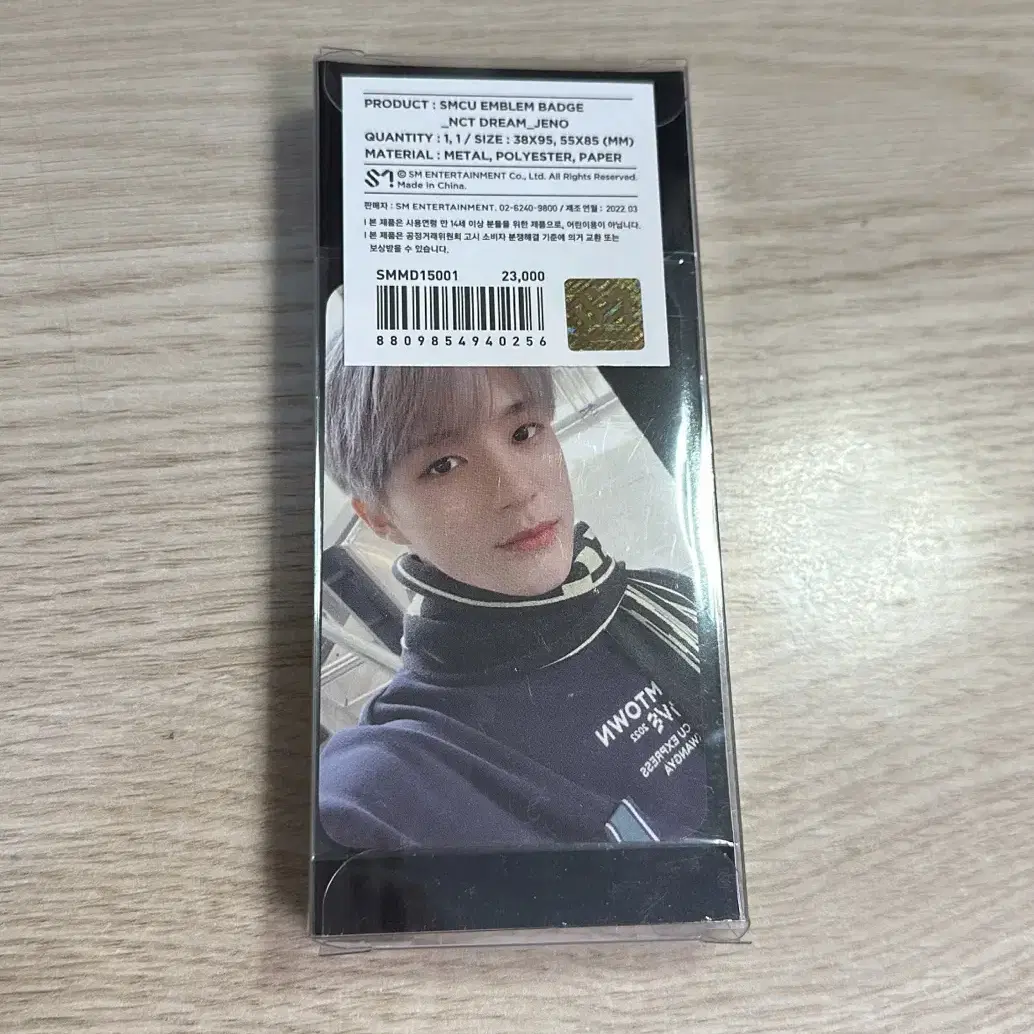 PRODUCT : SMCU EMBLEM BADGE
_NCT DREAM_JENO
QUANTITY : 1, 1 / SIZE : 38X95, 55X85 (MM)
MATERIAL : METAL, POLYESTER, PAPER
SM © SM ENTERTAINMENT Co., Ltd. All Rights Reserved.
Made in China.
판매자 : SM ENTERTAINMENT. 02-6240-9800 / 제조연월 : 2022.03
I 본 제품은 사용연령 만 14세 이상 분들을 위한 제품으로, 어린이용이 아닙니다.
I 본 제품은 공정거래위원회 고시 소비자 분쟁해결 기준에 의거 교환 또는
보상받을 수 있습니다.
SMMD15001 23,000
8809854940256
MTOWN
2022
CU EXPRESS
WANGYA